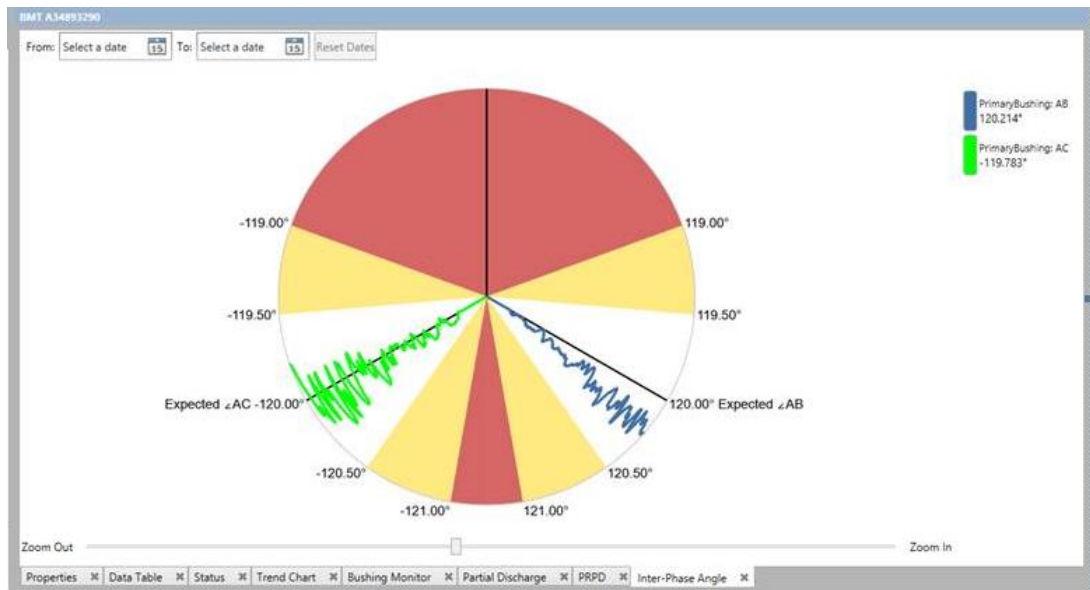 BMT A34893290
From: Select a date 15 To: Select a date 15 Reset Dates
PrimaryBushing: AB
120.214°
PrimaryBushing: AC
-119.783°
-119.00° 119.00°
-119.50° 119.50°
Expected ∠AC -120.00° 120.00° Expected ∠AB
-120.50° 120.50°
-121.00° 121.00°
Zoom Out Zoom In
Properties Data Table Status Trend Chart Bushing Monitor Partial Discharge PRPD Inter-Phase Angle